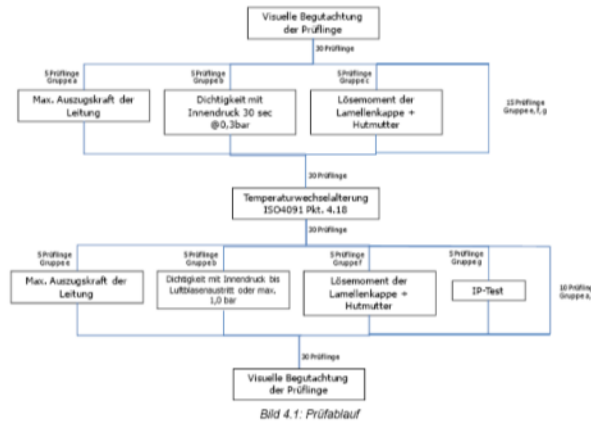 Visuelle Begutachtung
der Prüflinge
30 Prüflinge
5 Prüflinge
Gruppe a
5 Prüflinge
Gruppe b
5 Prüflinge
Gruppe c
Max. Auszugskraft der
Leitung
Dichtigkeit mit
Innendruck 30 sec
@0,3bar
Lösemoment der
Lamellenkappe +
Hutmutter
15 Prüflinge
Gruppe e, f, g
30 Prüflinge
Temperaturwechselalterung
ISO4091 Pkt. 4.18
30 Prüflinge
5 Prüflinge
Gruppe e
5 Prüflinge
Gruppe b
5 Prüflinge
Gruppe f
5 Prüflinge
Gruppe g
Max. Auszugskraft der
Leitung
Dichtigkeit mit Innendruck bis
Luftblasenaustritt oder max.
1,0 bar
Lösemoment der
Lamellenkappe +
Hutmutter
IP-Test
10 Prüflin
Gruppe a,
30 Prüflinge
Visuelle Begutachtung
der Prüflinge
Bild 4.1: Prüfablauf